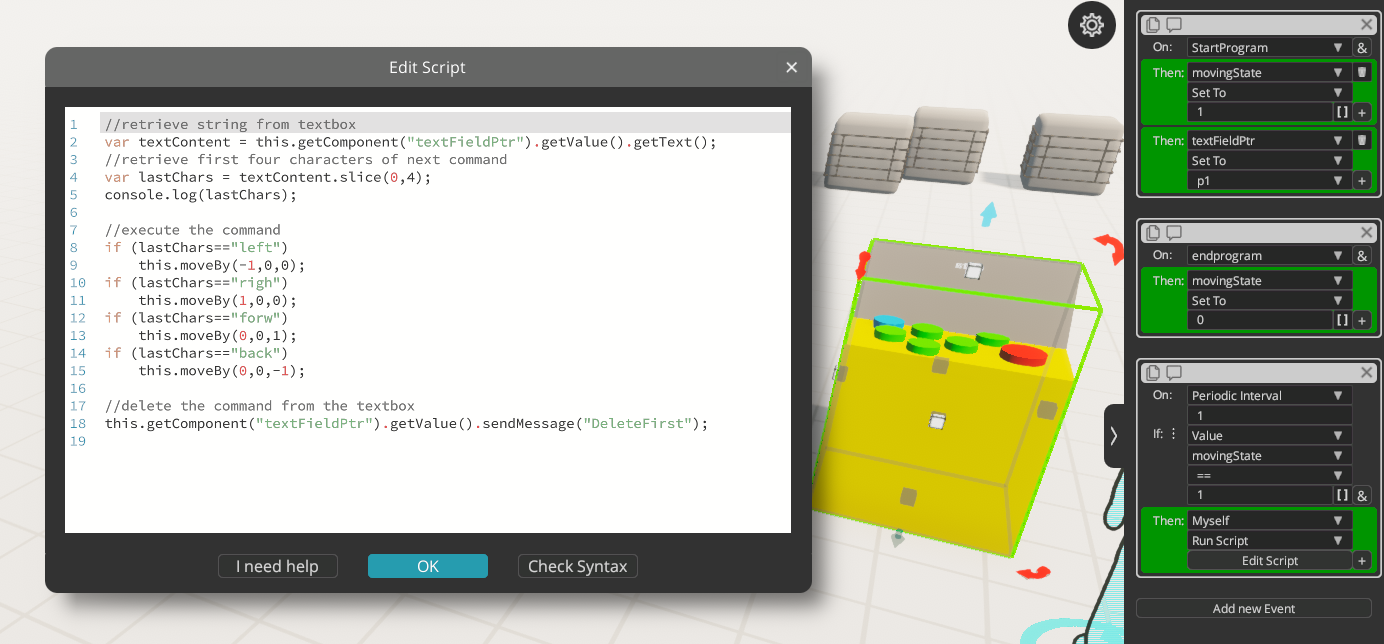 Edit Script
1 //retrieve string from textbox
2 var textContent = this.getComponent("textFieldPtr").getValue().getText();
3 //retrieve first four characters of next command
4 var lastChars = textContent.slice(0,4);
5 console.log(lastChars);
6
7 //execute the command
8 if (lastChars=="left")
9     this.moveBy(-1,0,0);
10 if (lastChars=="righ")
11     this.moveBy(1,0,0);
12 if (lastChars=="forw")
13     this.moveBy(0,0,1);
14 if (lastChars=="back")
15     this.moveBy(0,0,-1);
16
17 //delete the command from the textbox
18 this.getComponent("textFieldPtr").getValue().sendMessage("DeleteFirst");
19
I need help
OK
Check Syntax
On: StartProgram &
Then: movingState
Set To
1 [] +
Then: textFieldPtr
Set To
p1 +
On: endprogram &
Then: movingState
Set To
0 [] +
On: Periodic Interval
1
If: Value
movingState
==
1 [] &
Then: Myself
Run Script
Edit Script +
Add new Event